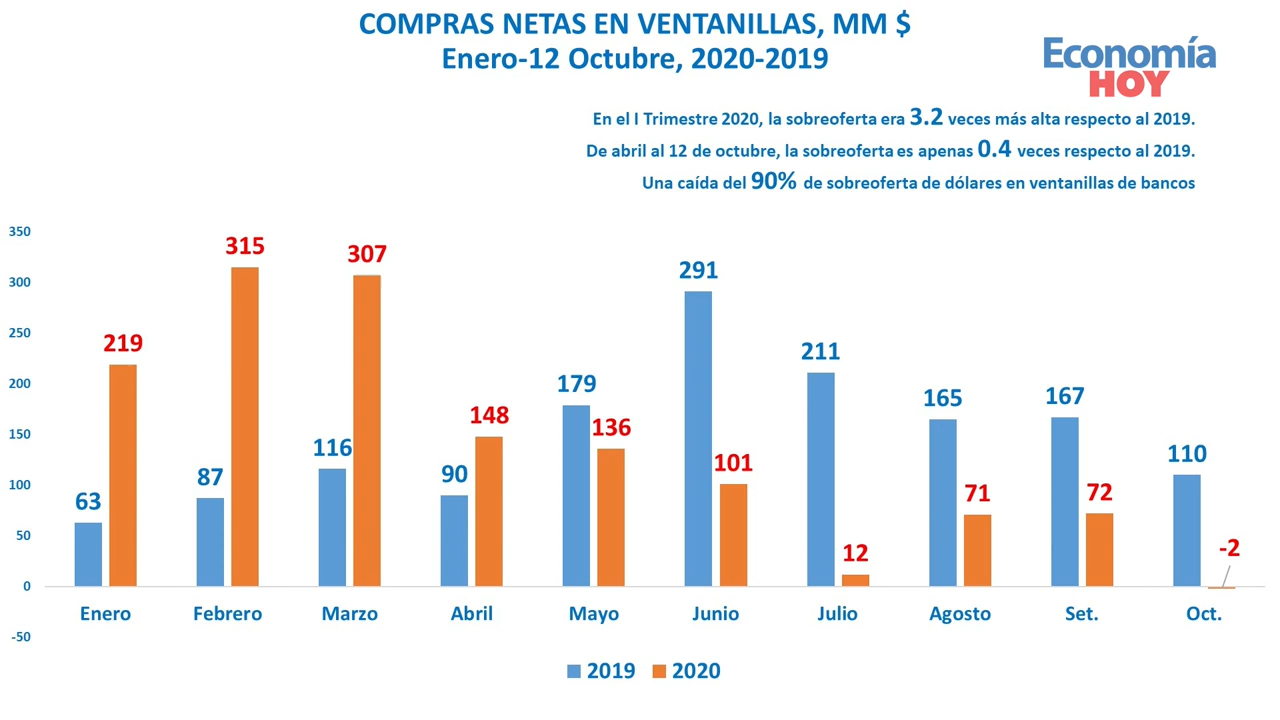 COMPRAS NETAS EN VENTANILLAS, MM $
Enero-12 Octubre, 2020-2019
Economía
HOY
En el I Trimestre 2020, la sobreoferta era 3.2 veces más alta respecto al 2019.
De abril al 12 de octubre, la sobreoferta es apenas 0.4 veces respecto al 2019.
Una caída del 90% de sobreoferta de dólares en ventanillas de bancos
350
300
250
200
150
100
50
0
-50
63
219
87
315
116
307
90
148
179
136
291
101
211
12
165
71
167
72
110
-2
Enero
Febrero
Marzo
Abril
Mayo
Junio
Julio
Agosto
Set.
Oct.
2019
2020